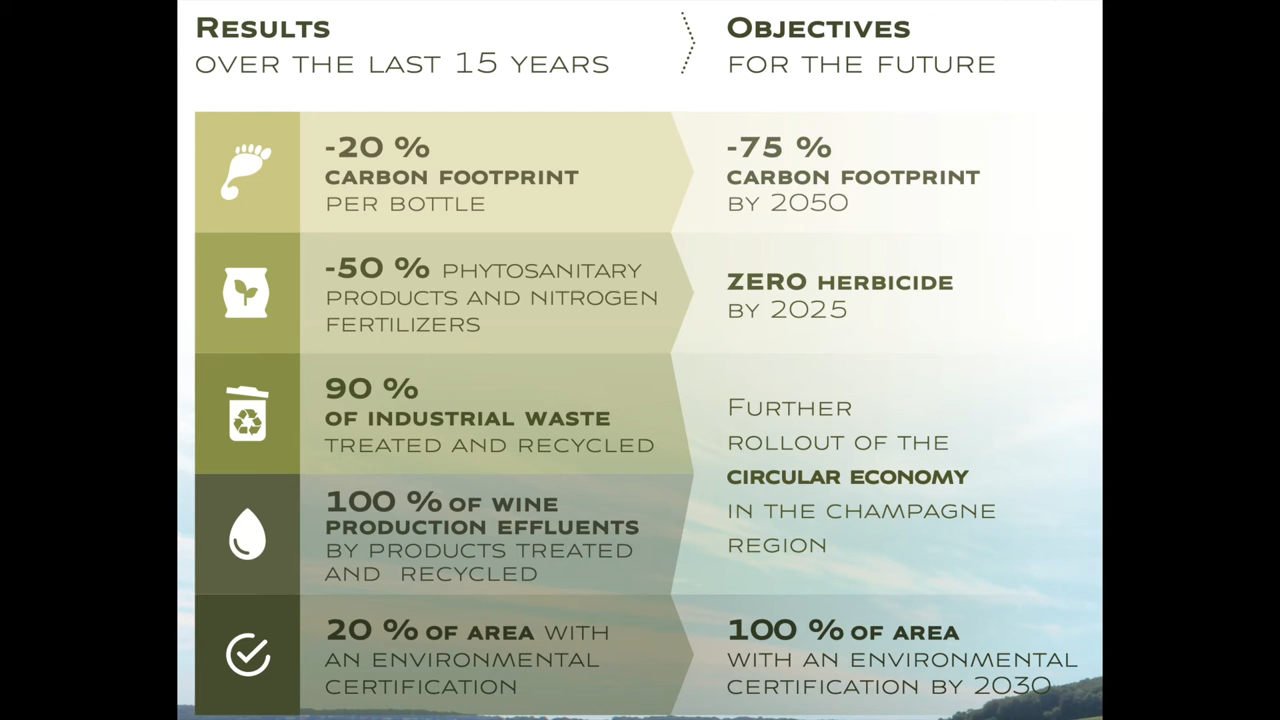 RESULTS
OVER THE LAST 15 YEARS
OBJECTIVES
FOR THE FUTURE
-20 %
CARBON FOOTPRINT
PER BOTTLE
-75 %
CARBON FOOTPRINT
BY 2050
-50 % PHYTOSANITARY
PRODUCTS AND NITROGEN
FERTILIZERS
ZERO HERBICIDE
BY 2025
90 %
OF INDUSTRIAL WASTE
TREATED AND RECYCLED
100 % OF WINE
PRODUCTION EFFLUENTS
BY PRODUCTS TREATED
AND RECYCLED
FURTHER
ROLLOUT OF THE
CIRCULAR ECONOMY
IN THE CHAMPAGNE
REGION
20 % OF AREA WITH
AN ENVIRONMENTAL
CERTIFICATION
100 % OF AREA
WITH AN ENVIRONMENTAL
CERTIFICATION BY 2030